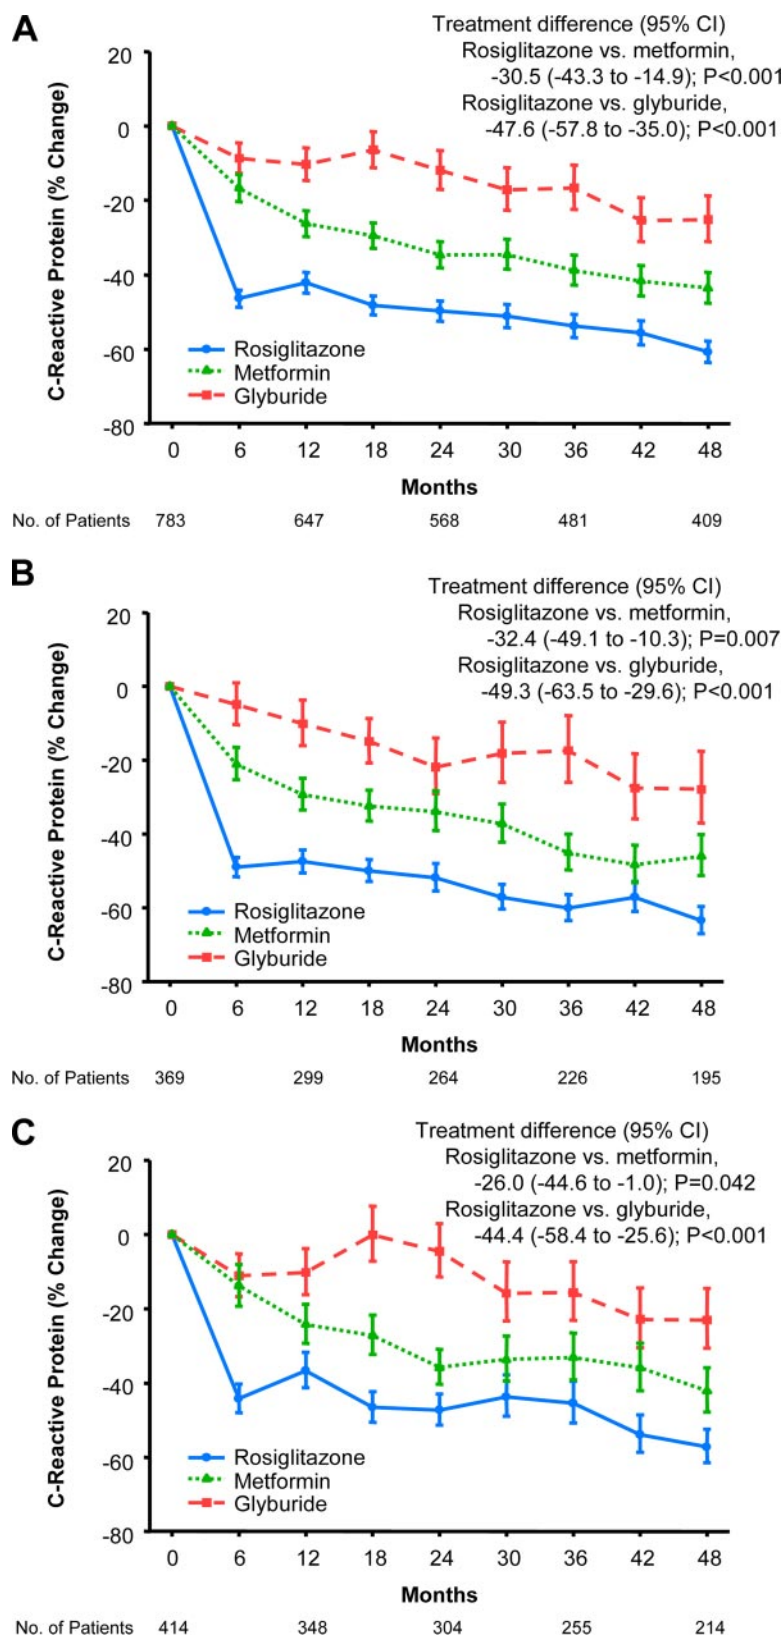 A
Treatment difference (95% CI)
Rosiglitazone vs. metformin,
-30.5 (-43.3 to -14.9); P<0.001
Rosiglitazone vs. glyburide,
-47.6 (-57.8 to -35.0); P<0.001
C-Reactive Protein (% Change)
20
0
-20
-40
-60
-80
Rosiglitazone
Metformin
Glyburide
0 6 12 18 24 30 36 42 48
Months
No. of Patients 783 647 568 481 409
B
Treatment difference (95% CI)
Rosiglitazone vs. metformin,
-32.4 (-49.1 to -10.3); P=0.007
Rosiglitazone vs. glyburide,
-49.3 (-63.5 to -29.6); P<0.001
C-Reactive Protein (% Change)
20
0
-20
-40
-60
-80
Rosiglitazone
Metformin
Glyburide
0 6 12 18 24 30 36 42 48
Months
No. of Patients 369 299 264 226 195
C
Treatment difference (95% CI)
Rosiglitazone vs. metformin,
-26.0 (-44.6 to -1.0); P=0.042
Rosiglitazone vs. glyburide,
-44.4 (-58.4 to -25.6); P<0.001
C-Reactive Protein (% Change)
20
0
-20
-40
-60
-80
Rosiglitazone
Metformin
Glyburide
0 6 12 18 24 30 36 42 48
Months
No. of Patients 414 348 304 255 214